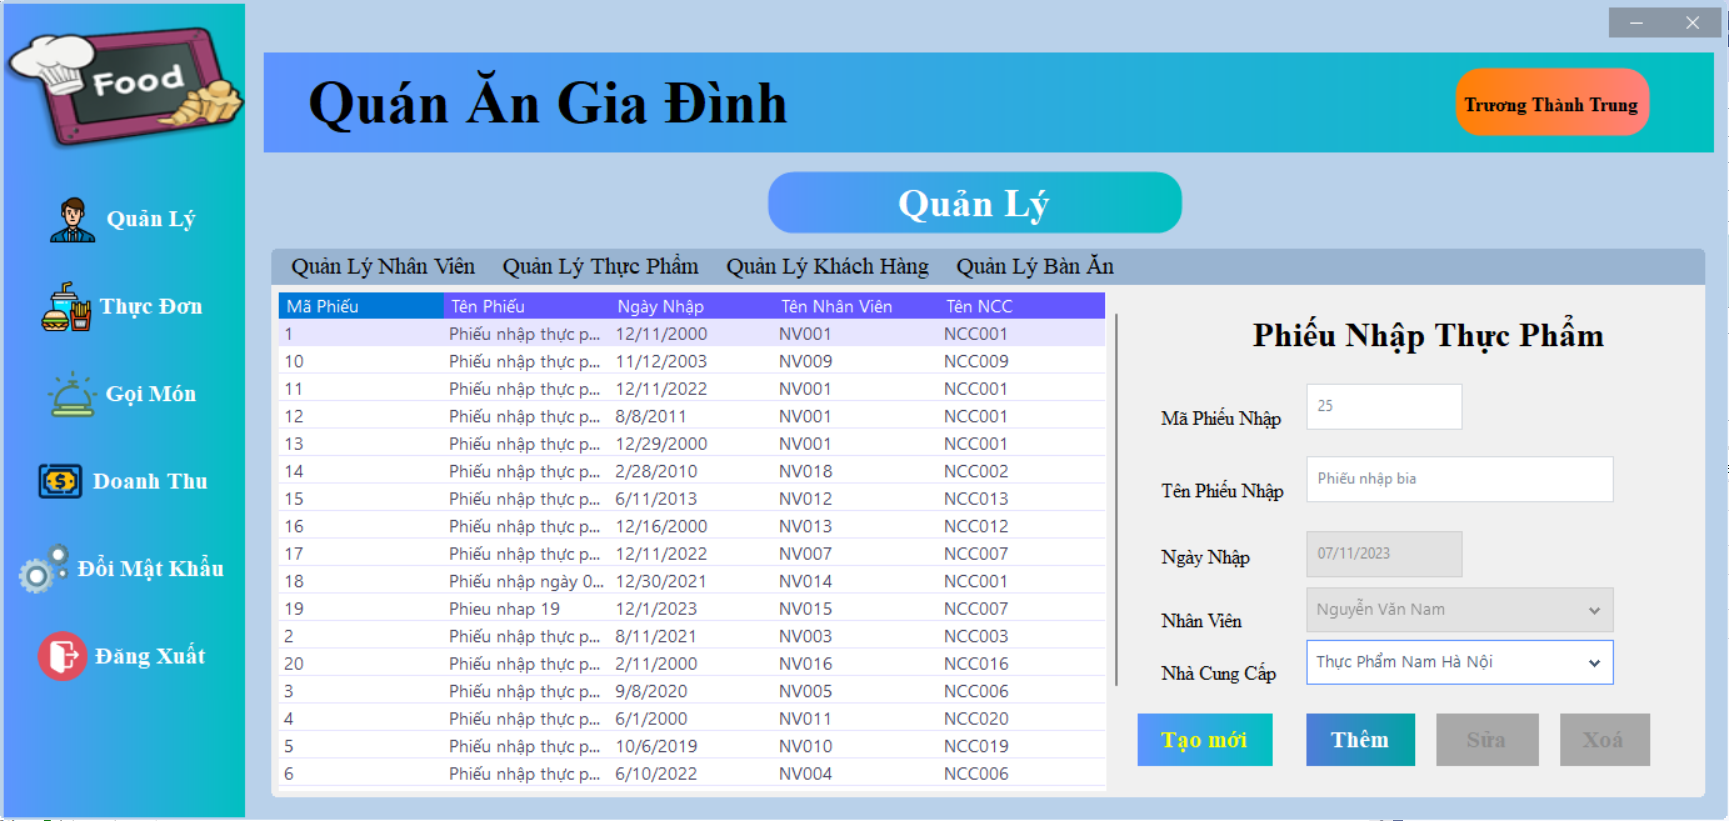 Food
Quán Ăn Gia Đình
Trương Thành Trung
Quản Lý
Quản Lý
Thực Đơn
Gọi Món
Doanh Thu
Đổi Mật Khẩu
Đăng Xuất
Quản Lý Nhân Viên Quản Lý Thực Phẩm Quản Lý Khách Hàng Quản Lý Bàn Ăn
Mã Phiếu Tên Phiếu Ngày Nhập Tên Nhân Viên Tên NCC
1 Phiếu nhập thực p... 12/11/2000 NV001 NCC001
10 Phiếu nhập thực p... 11/12/2003 NV009 NCC009
11 Phiếu nhập thực p... 12/11/2022 NV001 NCC001
12 Phiếu nhập thực p... 8/8/2011 NV001 NCC001
13 Phiếu nhập thực p... 12/29/2000 NV001 NCC001
14 Phiếu nhập thực p... 2/28/2010 NV018 NCC002
15 Phiếu nhập thực p... 6/11/2013 NV012 NCC013
16 Phiếu nhập thực p... 12/16/2000 NV013 NCC012
17 Phiếu nhập thực p... 12/11/2022 NV007 NCC007
18 Phiếu nhập ngày 0... 12/30/2021 NV014 NCC001
19 Phieu nhap 19 12/1/2023 NV015 NCC007
2 Phiếu nhập thực p... 8/11/2021 NV003 NCC003
20 Phiếu nhập thực p... 2/11/2000 NV016 NCC016
3 Phiếu nhập thực p... 9/8/2020 NV005 NCC006
4 Phiếu nhập thực p... 6/1/2000 NV011 NCC020
5 Phiếu nhập thực p... 10/6/2019 NV010 NCC019
6 Phiếu nhập thực p... 6/10/2022 NV004 NCC006
Phiếu Nhập Thực Phẩm
Mã Phiếu Nhập 25
Tên Phiếu Nhập Phiếu nhập bia
Ngày Nhập 07/11/2023
Nhân Viên Nguyễn Văn Nam
Nhà Cung Cấp Thực Phẩm Nam Hà Nội
Tạo mới Thêm Sửa Xoá